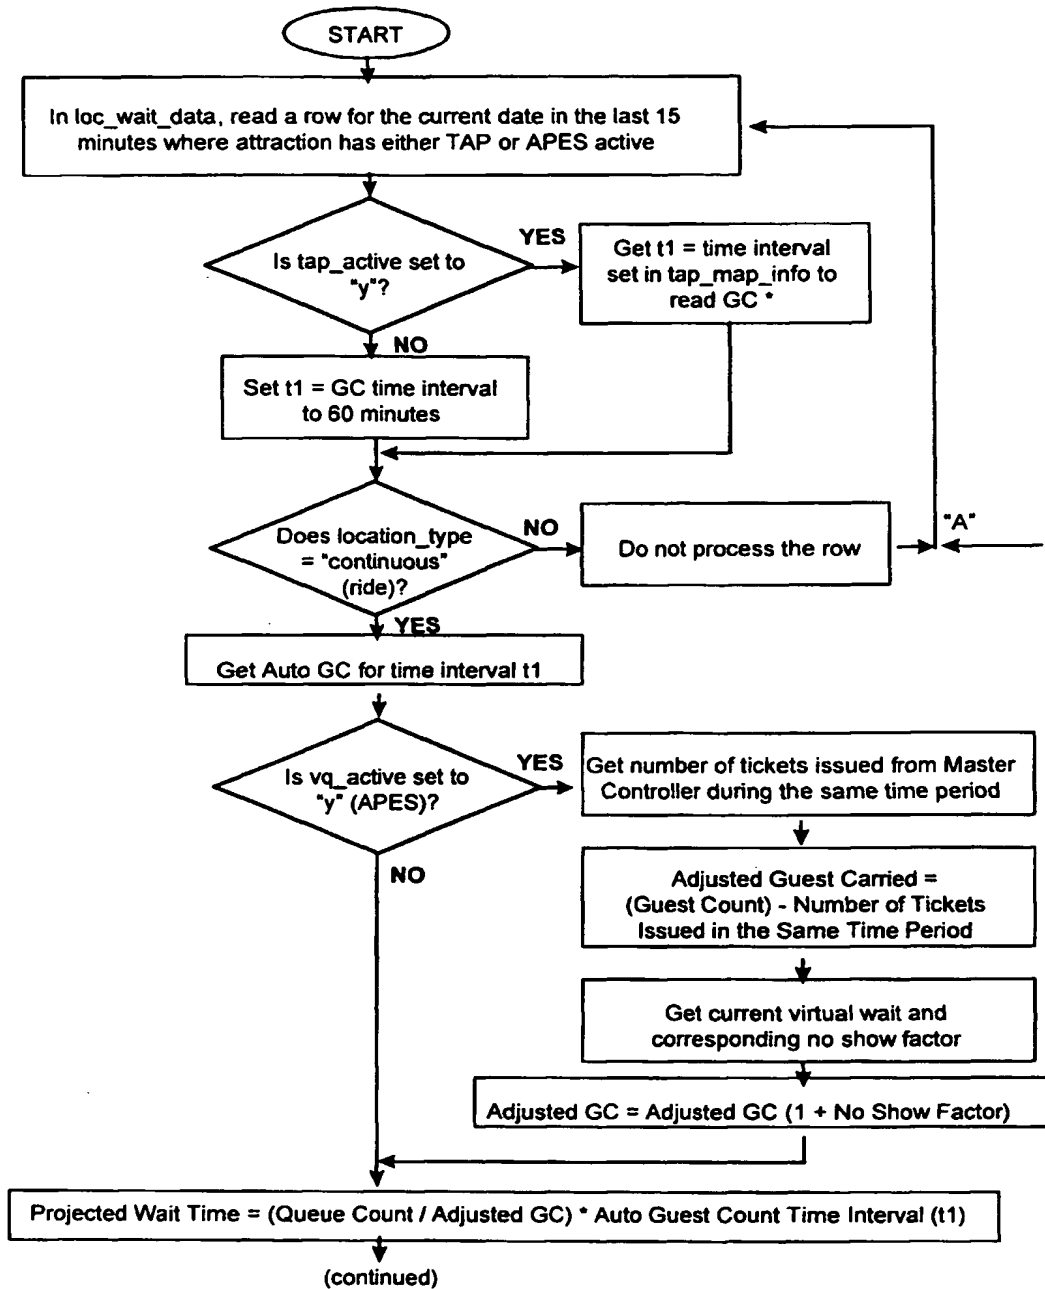 START
In loc_wait_data, read a row for the current date in the last 15
minutes where attraction has either TAP or APES active
Is tap_active set to
"y"?
YES
Get t1 = time interval
set in tap_map_info to
read GC *
NO
Set t1 = GC time interval
to 60 minutes
Does location_type
= "continuous"
(ride)?
NO
Do not process the row
"A"
YES
Get Auto GC for time interval t1
Is vq_active set to
"y" (APES)?
YES
Get number of tickets issued from Master
Controller during the same time period
NO
Adjusted Guest Carried =
(Guest Count) - Number of Tickets
Issued in the Same Time Period
Get current virtual wait and
corresponding no show factor
Adjusted GC = Adjusted GC (1 + No Show Factor)
Projected Wait Time = (Queue Count / Adjusted GC) * Auto Guest Count Time Interval (t1)
(continued)